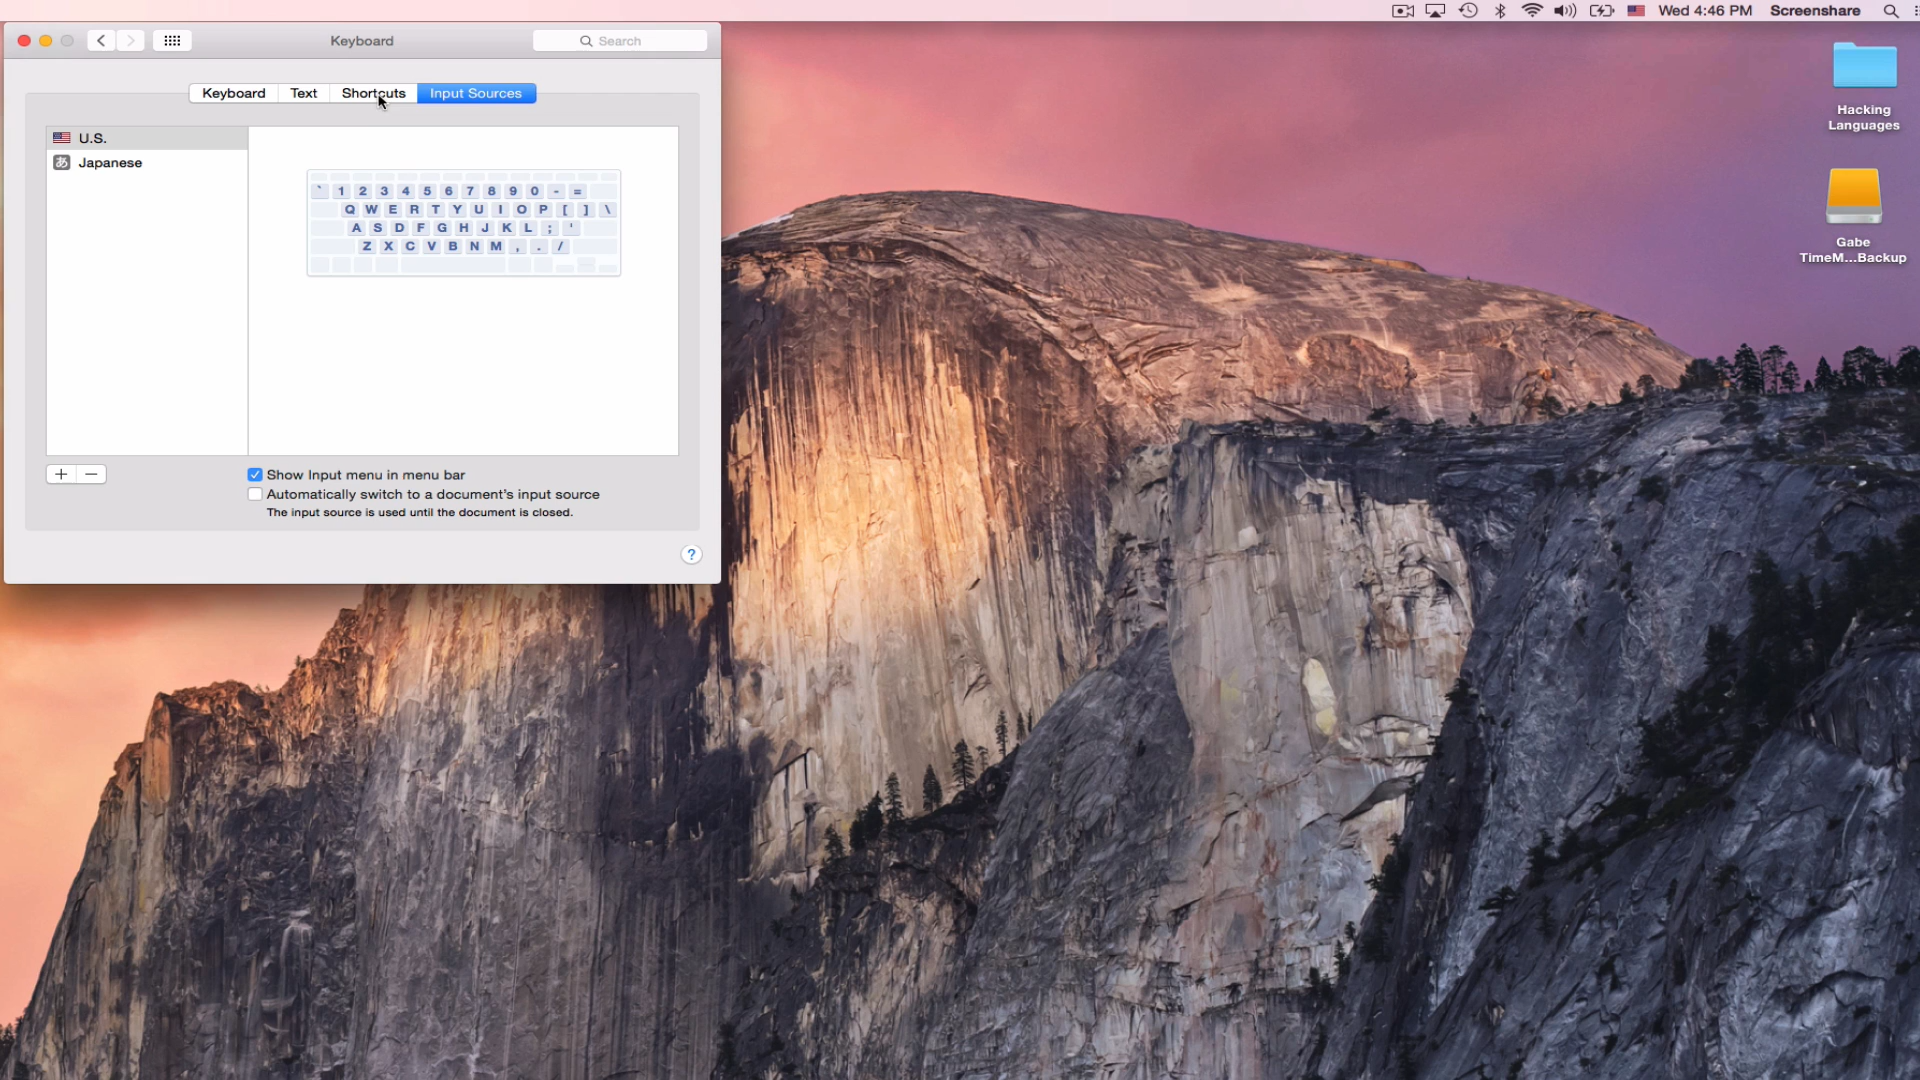 Wed 4:46 PM Screenshare
Keyboard
Search
Keyboard Text Shortcuts Input Sources
U.S.
あ Japanese
` 1 2 3 4 5 6 7 8 9 0 - =
Q W E R T Y U I O P [ ] \
A S D F G H J K L ; '
Z X C V B N M , . /
+ −
Show Input menu in menu bar
Automatically switch to a document's input source
The input source is used until the document is closed.
?
Hacking
Languages
Gabe
TimeM...Backup